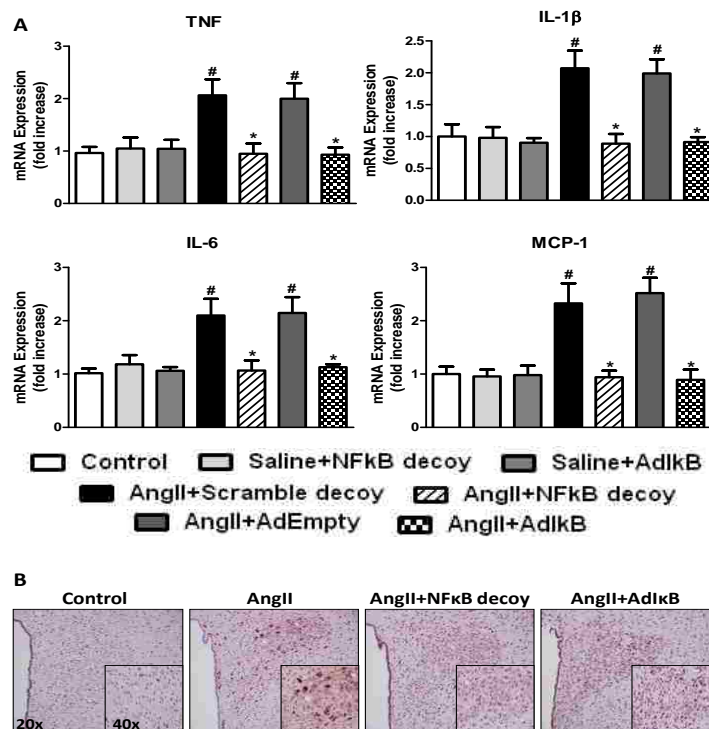 A
TNF
IL-1β
mRNA Expression
(fold increase)
3
2
1
0
#
*
#
*
mRNA Expression
(fold increase)
2.5
2.0
1.5
1.0
0.5
0.0
#
*
#
*
IL-6
MCP-1
mRNA Expression
(fold increase)
3
2
1
0
#
*
#
*
mRNA Expression
(fold increase)
3
2
1
0
#
*
#
*
Control Saline+NFkB decoy Saline+AdIkB
AngII+Scramble decoy AngII+NFkB decoy
AngII+AdEmpty AngII+AdIkB
B
Control AngII AngII+NFκB decoy AngII+AdIκB
20x 40x